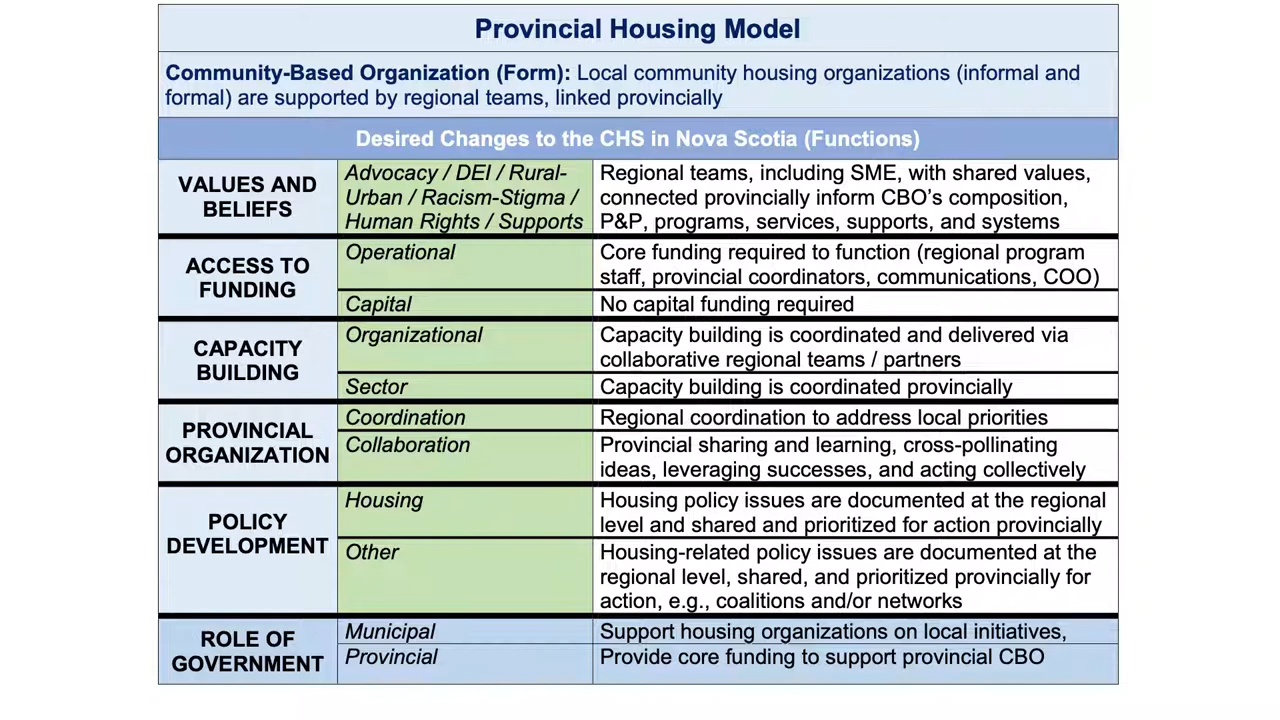 Provincial Housing Model
Community-Based Organization (Form): Local community housing organizations (informal and
formal) are supported by regional teams, linked provincially
Desired Changes to the CHS in Nova Scotia (Functions)
VALUES AND
BELIEFS
Advocacy / DEI / Rural-
Urban / Racism-Stigma /
Human Rights / Supports
Regional teams, including SME, with shared values,
connected provincially inform CBO's composition,
P&P, programs, services, supports, and systems
ACCESS TO
FUNDING
Operational
Core funding required to function (regional program
staff, provincial coordinators, communications, COO)
Capital
No capital funding required
CAPACITY
BUILDING
Organizational
Capacity building is coordinated and delivered via
collaborative regional teams / partners
Sector
Capacity building is coordinated provincially
PROVINCIAL
ORGANIZATION
Coordination
Regional coordination to address local priorities
Collaboration
Provincial sharing and learning, cross-pollinating
ideas, leveraging successes, and acting collectively
POLICY
DEVELOPMENT
Housing
Housing policy issues are documented at the regional
level and shared and prioritized for action provincially
Other
Housing-related policy issues are documented at the
regional level, shared, and prioritized provincially for
action, e.g., coalitions and/or networks
ROLE OF
GOVERNMENT
Municipal
Support housing organizations on local initiatives,
Provincial
Provide core funding to support provincial CBO